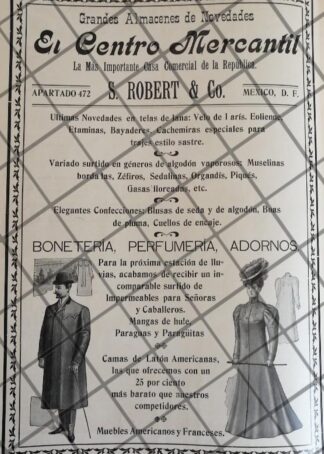 Grandes Almacenes de Novedades
El Centro Mercantil
La Más Importante Casa Comercial de la República.
APARTADO 472
S. ROBERT & Co.
MEXICO, D. F.
Ultimas Novedades en telas de lana: Velo de París. Eolienne,
Etaminas, Bayaderes, Cachemiras especiales para
trajes estilo sastre.
Variado surtido en géneros de algodón vaporosos; Muselinas
bordadas, Zéfiros, Sedalinas, Organdís, Piqués,
Gasas lloreadas, etc.
Elegantes Confecciones: Blusas de seda y de algodón, Boas
de pluma, Cuellos de encaje.
BONETERÍA, PERFUMERÍA, ADORNOS
Para la próxima estación de llu-
vias, acabamos de recibir un in-
comparable surtido de
Impermeables para Señoras
y Caballeros.
Mangas de hule.
Paraguas y Paragüitas
Camas de Latón Americanas,
las que ofrecemos con un
25 por ciento
más barato que nuestros
competidores.
Muebles Americanos y Franceses.